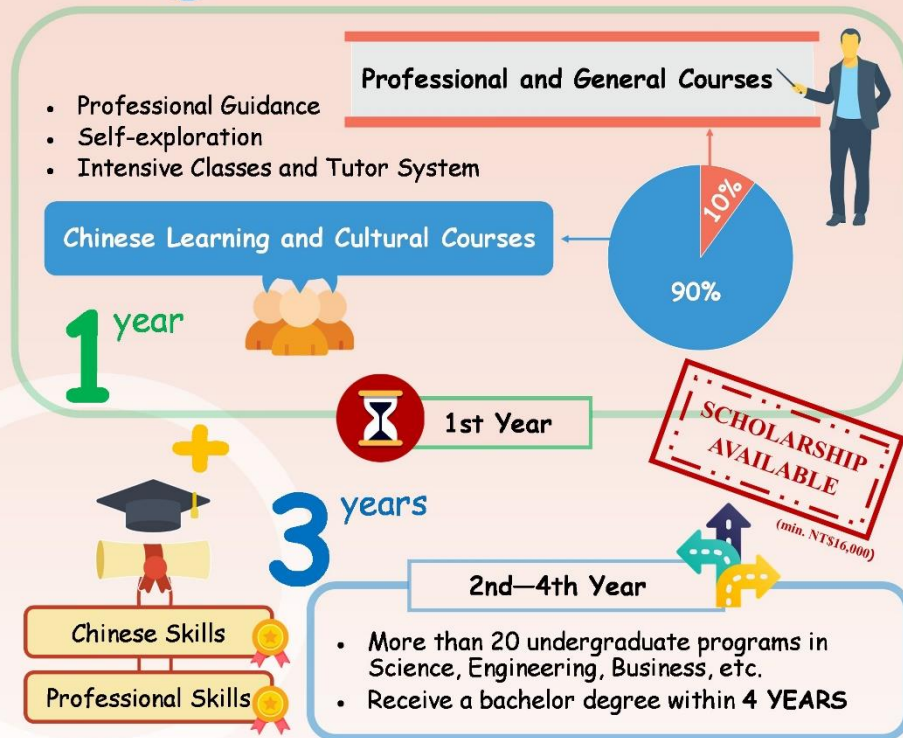 Professional and General Courses
• Professional Guidance
• Self-exploration
• Intensive Classes and Tutor System
Chinese Learning and Cultural Courses
10%
90%
1 year
1st Year
SCHOLARSHIP
AVAILABLE
(min. NT$16,000)
+
3 years
2nd—4th Year
Chinese Skills
Professional Skills
• More than 20 undergraduate programs in
Science, Engineering, Business, etc.
• Receive a bachelor degree within 4 YEARS